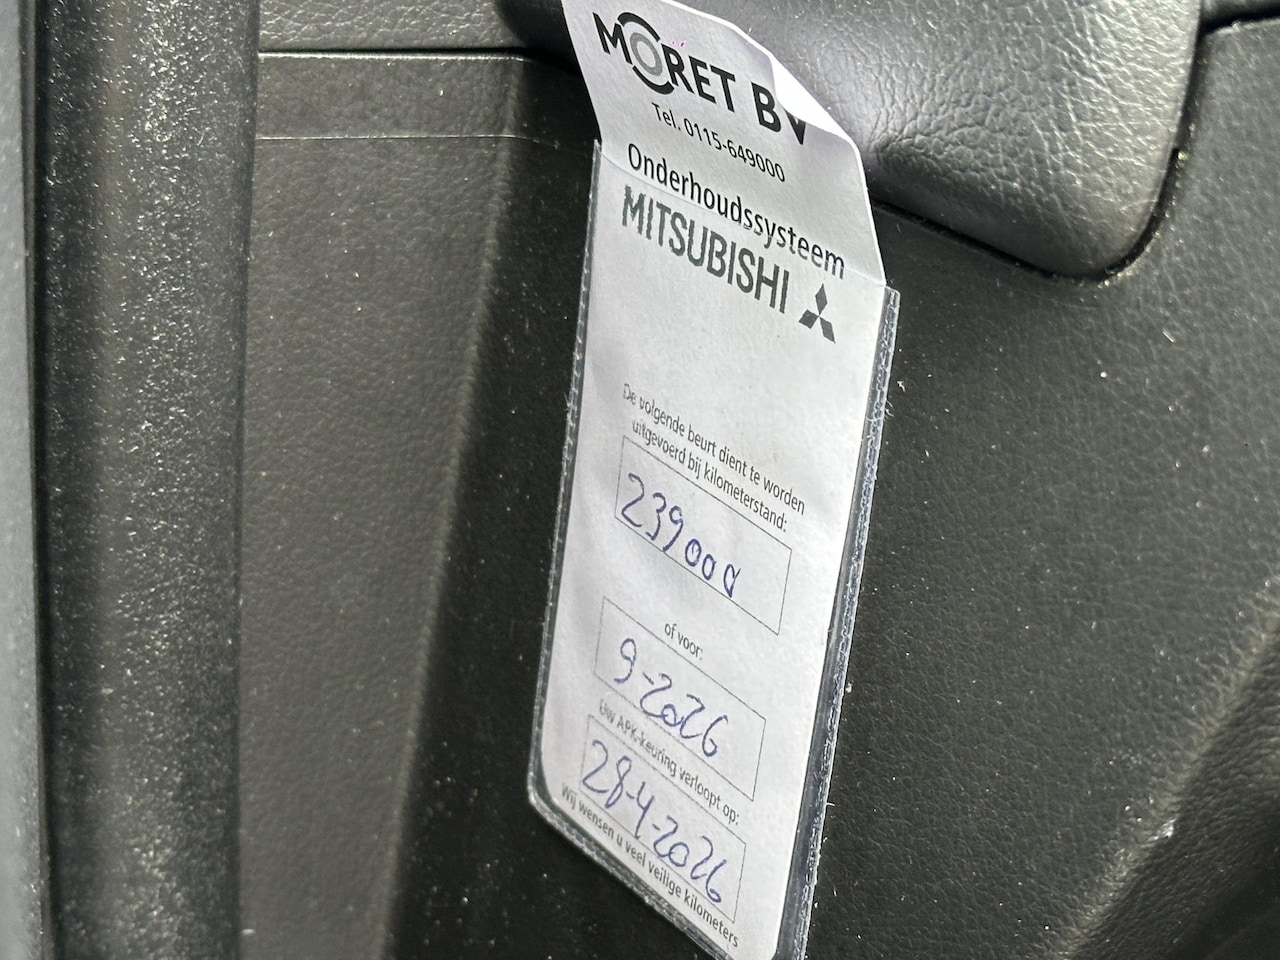 MORET BV
Tel. 0115-649000
Onderhoudssysteem
MITSUBISHI
De volgende beurt dient te worden
uitgevoerd bij kilometerstand:
239000
of voor:
9-2026
Uw APK-keuring verloopt op:
28-4-2026
Wij wensen u veel veilige kilometers